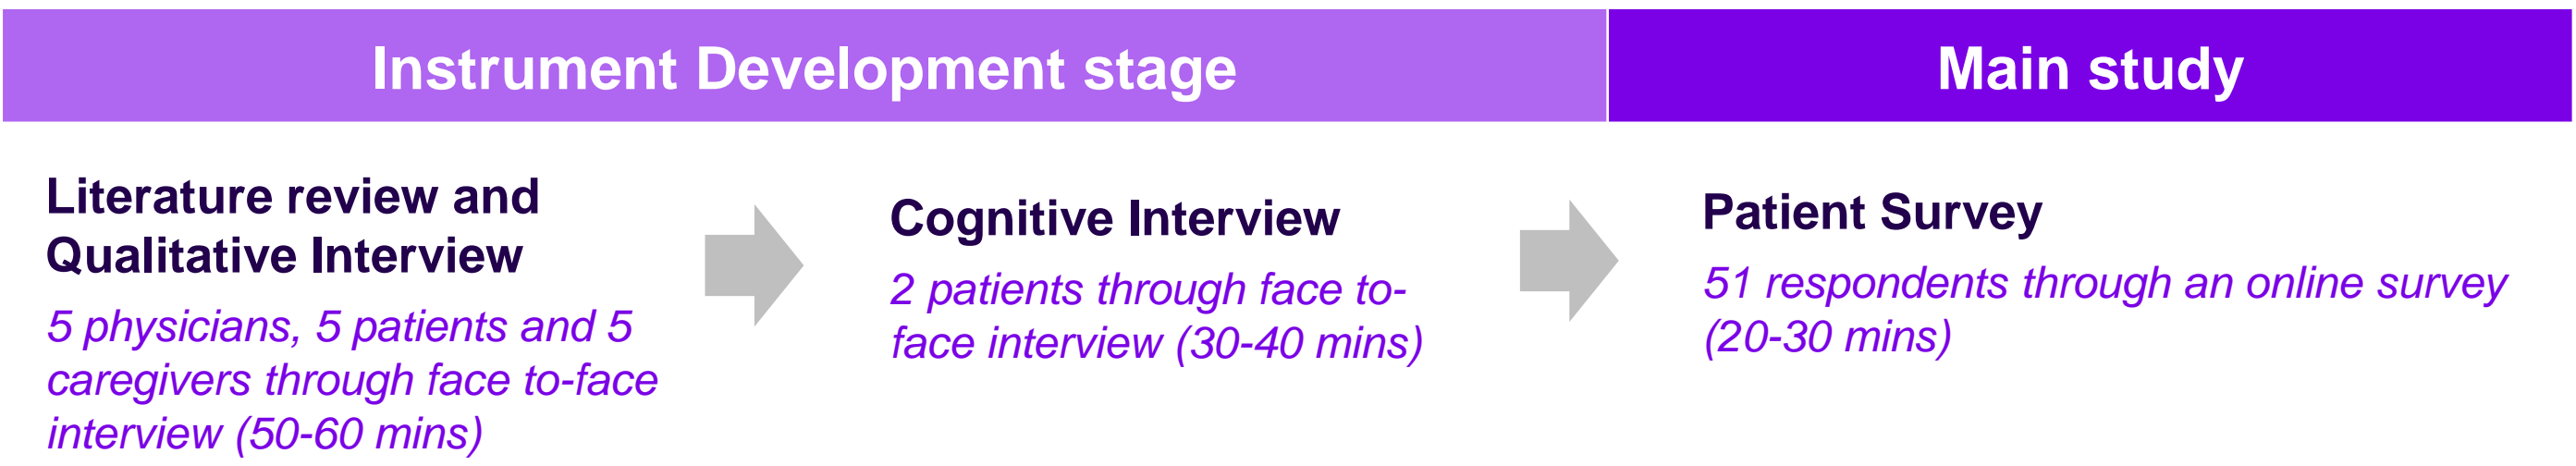 Instrument Development stage
Main study
Literature review and
Qualitative Interview
5 physicians, 5 patients and 5
caregivers through face to-face
interview (50-60 mins)
Cognitive Interview
2 patients through face to-
face interview (30-40 mins)
Patient Survey
51 respondents through an online survey
(20-30 mins)